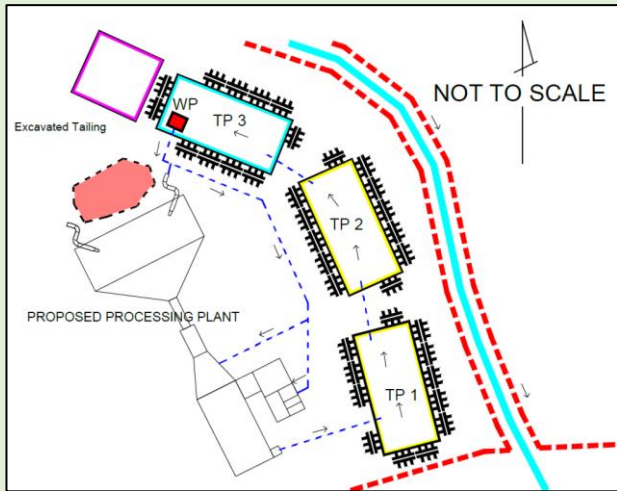 NOT TO SCALE
WP
TP 3
Excavated Tailing
TP 2
PROPOSED PROCESSING PLANT
TP 1